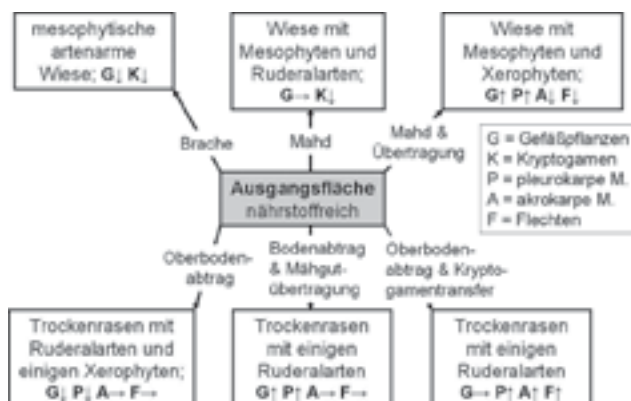 mesophytische
artenarme
Wiese; G↓ K↓
Wiese mit
Mesophyten und
Ruderalarten;
G→ K↓
Wiese mit
Mesophyten und
Xerophyten;
G↑ P↑ A↓ F↓
Brache
Mahd
Mahd &
Übertragung
G = Gefäßpflanzen
K = Kryptogamen
P = pleurokarpe M.
A = akrokarpe M.
F = Flechten
Ausgangsfläche
nährstoffreich
Oberboden-
abtrag
Bodenabtrag
& Mähgut-
übertragung
Oberboden-
abtrag & Krypto-
gamentransfer
Trockenrasen mit
Ruderalarten und
einigen Xerophyten;
G↓ P↓ A→ F→
Trockenrasen
mit einigen
Ruderalarten
G↑ P↑ A→ F→
Trockenrasen
mit einigen
Ruderalarten
G→ P↑ A↑ F↑